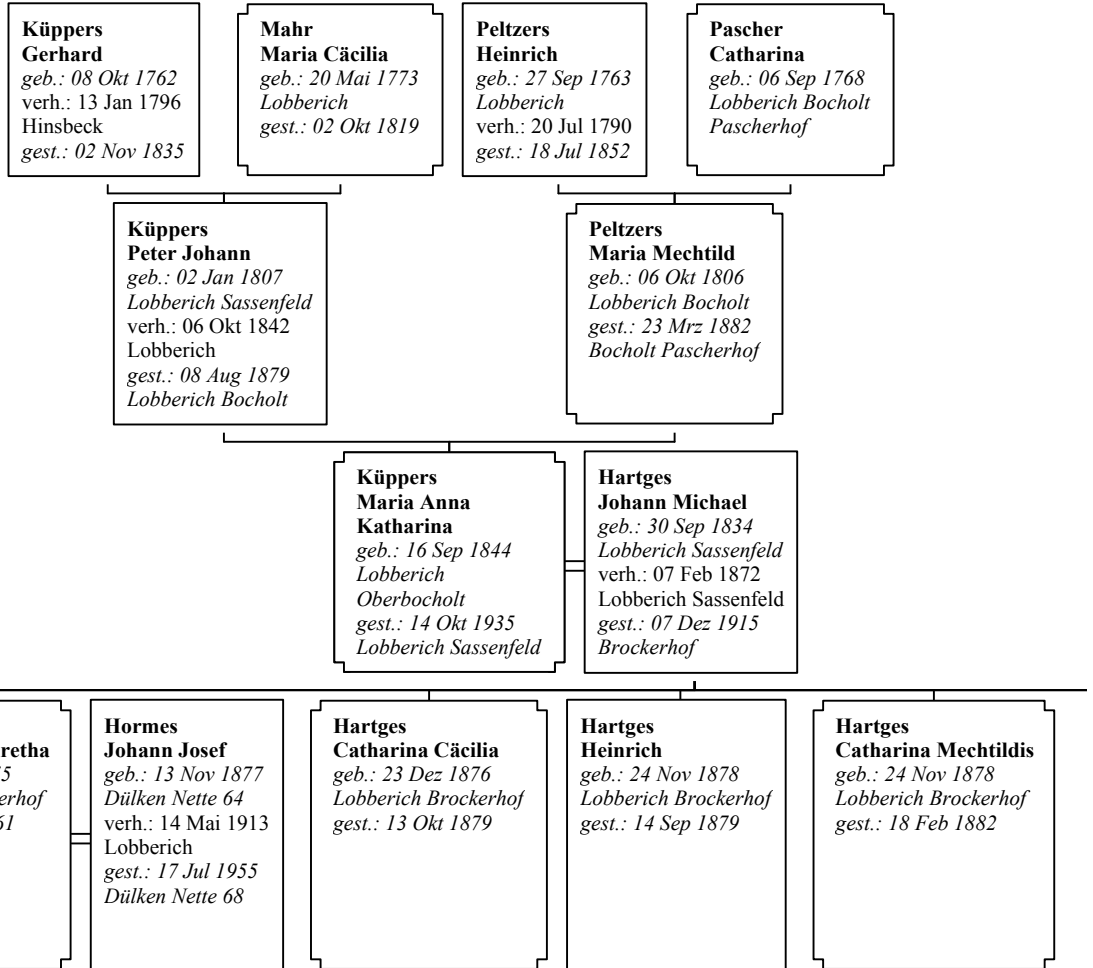 Küppers
Gerhard
geb.: 08 Okt 1762
verh.: 13 Jan 1796
Hinsbeck
gest.: 02 Nov 1835
Mahr
Maria Cäcilia
geb.: 20 Mai 1773
Lobberich
gest.: 02 Okt 1819
Peltzers
Heinrich
geb.: 27 Sep 1763
Lobberich
verh.: 20 Jul 1790
gest.: 18 Jul 1852
Pascher
Catharina
geb.: 06 Sep 1768
Lobberich Bocholt
Pascherhof
Küppers
Peter Johann
geb.: 02 Jan 1807
Lobberich Sassenfeld
verh.: 06 Okt 1842
Lobberich
gest.: 08 Aug 1879
Lobberich Bocholt
Peltzers
Maria Mechtild
geb.: 06 Okt 1806
Lobberich Bocholt
gest.: 23 Mrz 1882
Bocholt Pascherhof
Küppers
Maria Anna
Katharina
geb.: 16 Sep 1844
Lobberich
Oberbocholt
gest.: 14 Okt 1935
Lobberich Sassenfeld
Hartges
Johann Michael
geb.: 30 Sep 1834
Lobberich Sassenfeld
verh.: 07 Feb 1872
Lobberich Sassenfeld
gest.: 07 Dez 1915
Brockerhof
retha
5
erhof
61
Hormes
Johann Josef
geb.: 13 Nov 1877
Dülken Nette 64
verh.: 14 Mai 1913
Lobberich
gest.: 17 Jul 1955
Dülken Nette 68
Hartges
Catharina Cäcilia
geb.: 23 Dez 1876
Lobberich Brockerhof
gest.: 13 Okt 1879
Hartges
Heinrich
geb.: 24 Nov 1878
Lobberich Brockerhof
gest.: 14 Sep 1879
Hartges
Catharina Mechtildis
geb.: 24 Nov 1878
Lobberich Brockerhof
gest.: 18 Feb 1882